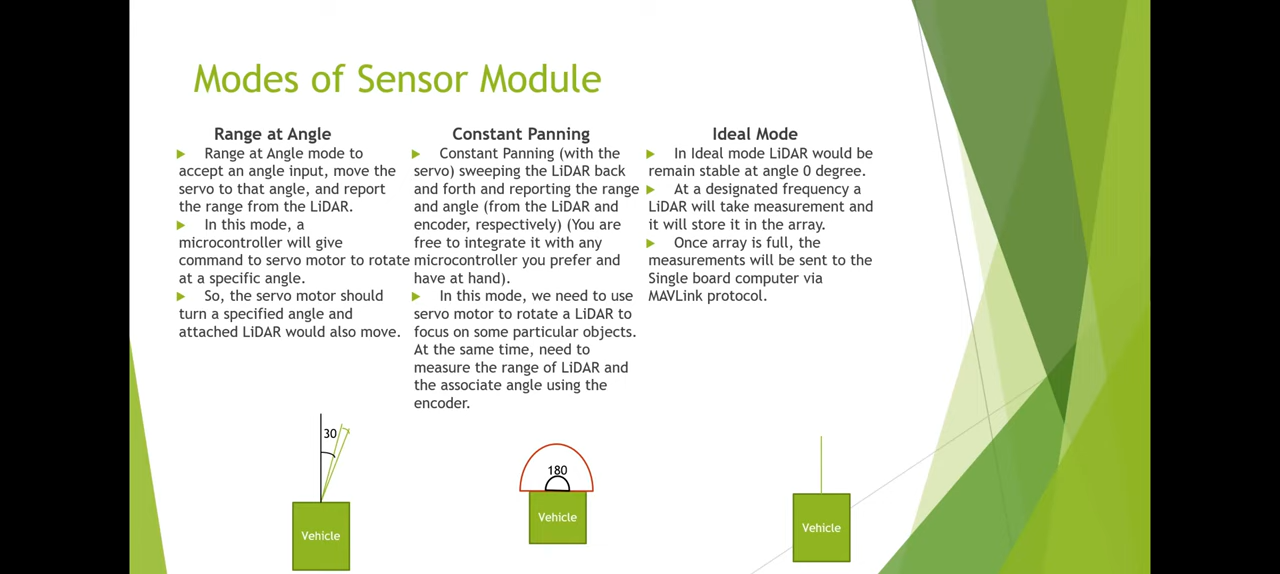 Modes of Sensor Module
Range at Angle
Range at Angle mode to
accept an angle input, move the
servo to that angle, and report
the range from the LiDAR.
In this mode, a
microcontroller will give
command to servo motor to rotate
at a specific angle.
So, the servo motor should
turn a specified angle and
attached LiDAR would also move.
Constant Panning
Constant Panning (with the
servo) sweeping the LiDAR back
and forth and reporting the range
and angle (from the LiDAR and
encoder, respectively) (You are
free to integrate it with any
microcontroller you prefer and
have at hand).
In this mode, we need to use
servo motor to rotate a LiDAR to
focus on some particular objects.
At the same time, need to
measure the range of LiDAR and
the associate angle using the
encoder.
Ideal Mode
In Ideal mode LiDAR would be
remain stable at angle 0 degree.
At a designated frequency a
LiDAR will take measurement and
it will store it in the array.
Once array is full, the
measurements will be sent to the
Single board computer via
MAVLink protocol.
30
Vehicle
180
Vehicle
Vehicle